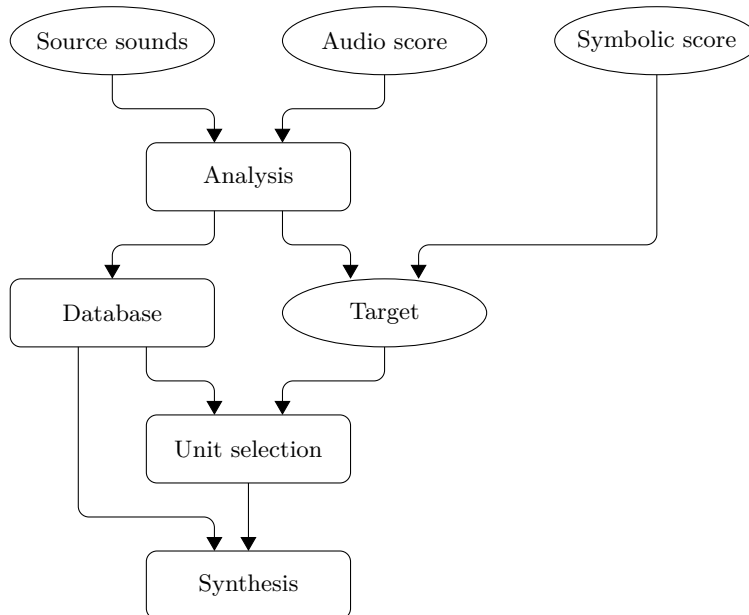 Source sounds
Audio score
Symbolic score
Analysis
Database
Target
Unit selection
Synthesis